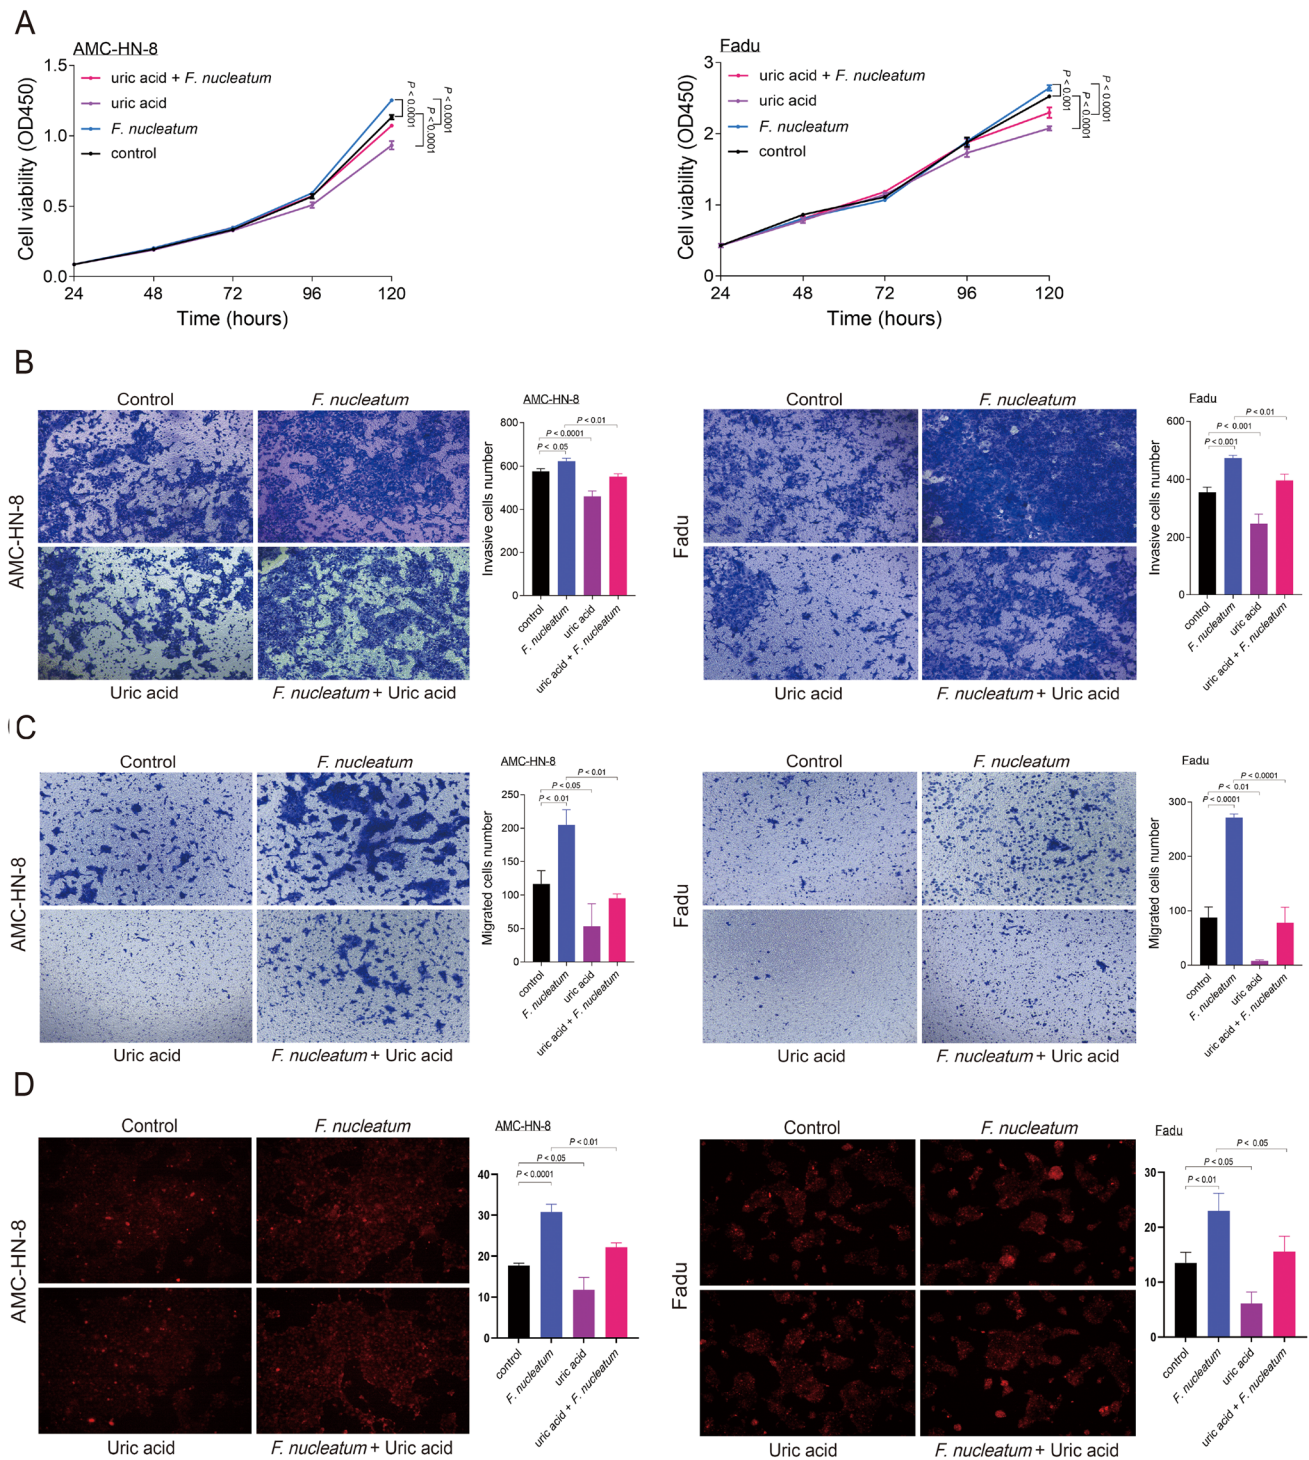 A
AMC-HN-8
Cell viability (OD450)
1.5
1.0
0.5
0.0
uric acid + F. nucleatum
uric acid
F. nucleatum
control
P < 0.0001
P < 0.0001
P < 0.0001
24 48 72 96 120
Time (hours)
Fadu
Cell viability (OD450)
3
2
1
0
uric acid + F. nucleatum
uric acid
F. nucleatum
control
P < 0.001
P < 0.0001
P < 0.0001
24 48 72 96 120
Time (hours)
B
AMC-HN-8
Control F. nucleatum
Uric acid F. nucleatum + Uric acid
AMC-HN-8
Invasive cells number
800
600
400
200
0
P < 0.01
P < 0.0001
P < 0.05
control
F. nucleatum
uric acid
uric acid + F. nucleatum
Fadu
Control F. nucleatum
Uric acid F. nucleatum + Uric acid
Fadu
Invasive cells number
600
400
200
0
P < 0.01
P < 0.001
P < 0.001
control
F. nucleatum
uric acid
uric acid + F. nucleatum
C
AMC-HN-8
Control F. nucleatum
Uric acid F. nucleatum + Uric acid
AMC-HN-8
Migrated cells number
250
200
150
100
50
0
P < 0.01
P < 0.05
P < 0.01
control
F. nucleatum
uric acid
uric acid + F. nucleatum
Fadu
Control F. nucleatum
Uric acid F. nucleatum + Uric acid
Fadu
Migrated cells number
300
200
100
0
P < 0.0001
P < 0.01
P < 0.0001
control
F. nucleatum
uric acid
uric acid + F. nucleatum
D
AMC-HN-8
Control F. nucleatum
Uric acid F. nucleatum + Uric acid
AMC-HN-8
40
30
20
10
0
P < 0.01
P < 0.05
P < 0.0001
control
F. nucleatum
uric acid
uric acid + F. nucleatum
Fadu
Control F. nucleatum
Uric acid F. nucleatum + Uric acid
Fadu
30
20
10
0
P < 0.05
P < 0.05
P < 0.01
control
F. nucleatum
uric acid
uric acid + F. nucleatum